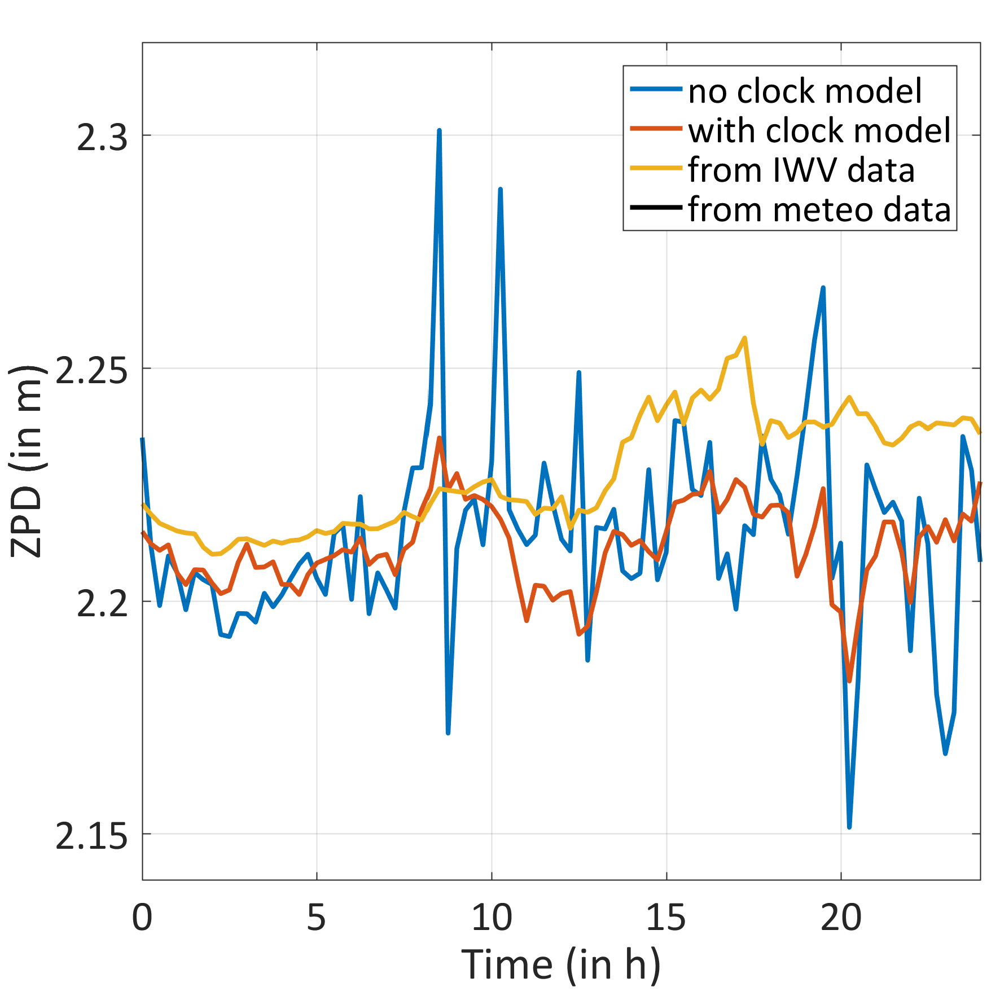 no clock model
with clock model
from IWV data
from meteo data
2.3
2.25
2.2
2.15
ZPD (in m)
0 5 10 15 20
Time (in h)